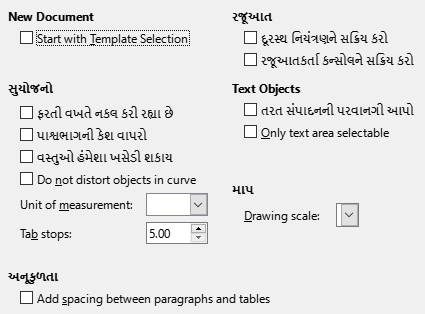 New Document
Start with Template Selection
સુયોજનો
ફરતી વખતે નકલ કરી રહ્યા છે
પાશ્વભાગની કેશ વાપરો
વસ્તુઓ હંમેશા ખસેડી શકાય
Do not distort objects in curve
Unit of measurement:
Tab stops: 5.00
અનૂકુળતા
Add spacing between paragraphs and tables
રજૂઆત
દૂરસ્થ નિયંત્રણને સક્રિય કરો
રજૂઆતકર્તા કન્સોલને સક્રિય કરો
Text Objects
તરત સંપાદનની પરવાનગી આપો
Only text area selectable
માપ
Drawing scale: